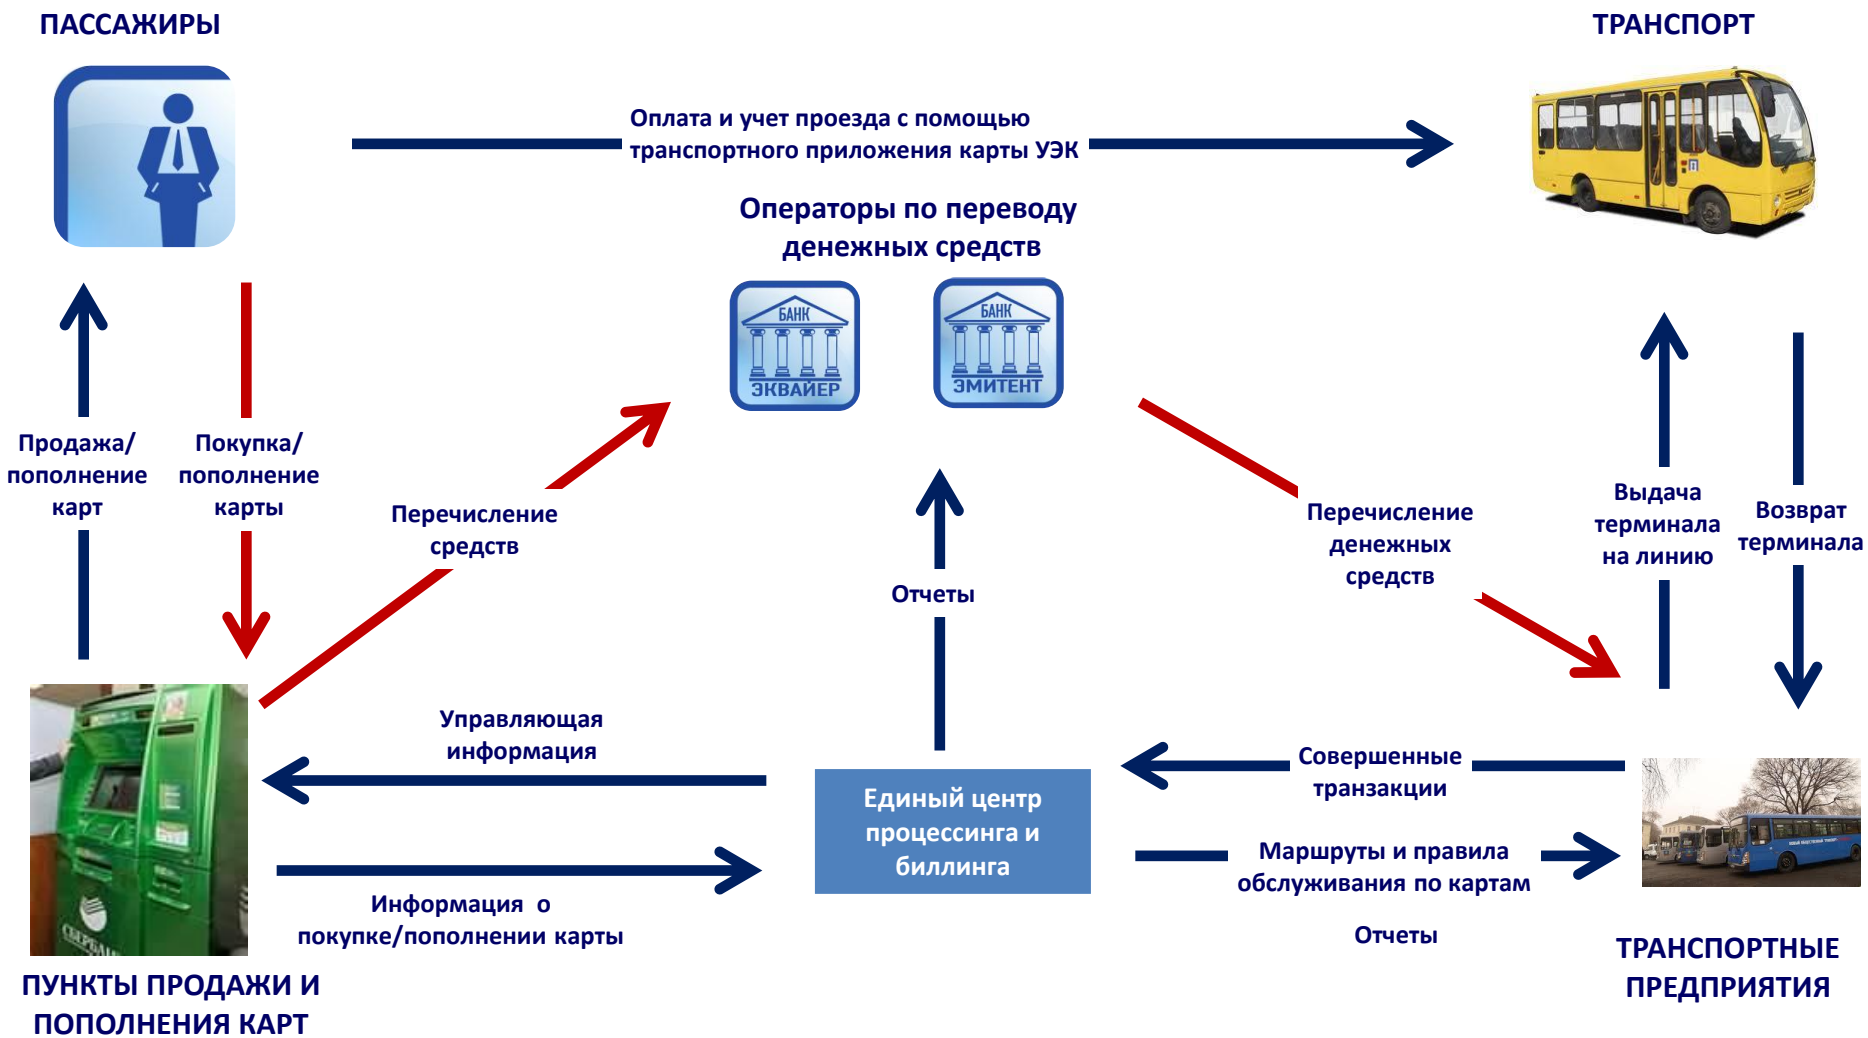 ПАССАЖИРЫ
ТРАНСПОРТ
Оплата и учет проезда с помощью
транспортного приложения карты УЭК
Операторы по переводу
денежных средств
БАНК
ЭКВАЙЕР
БАНК
ЭМИТЕНТ
Продажа/
пополнение
карт
Покупка/
пополнение
карты
Перечисление
средств
Отчеты
Перечисление
денежных
средств
Выдача
терминала
на линию
Возврат
терминала
Управляющая
информация
Единый центр
процессинга и
биллинга
Совершенные
транзакции
Маршруты и правила
обслуживания по картам
Отчеты
Информация о
покупке/пополнении карты
СБЕРБАНК
ПУНКТЫ ПРОДАЖИ И
ПОПОЛНЕНИЯ КАРТ
ТРАНСПОРТНЫЕ
ПРЕДПРИЯТИЯ